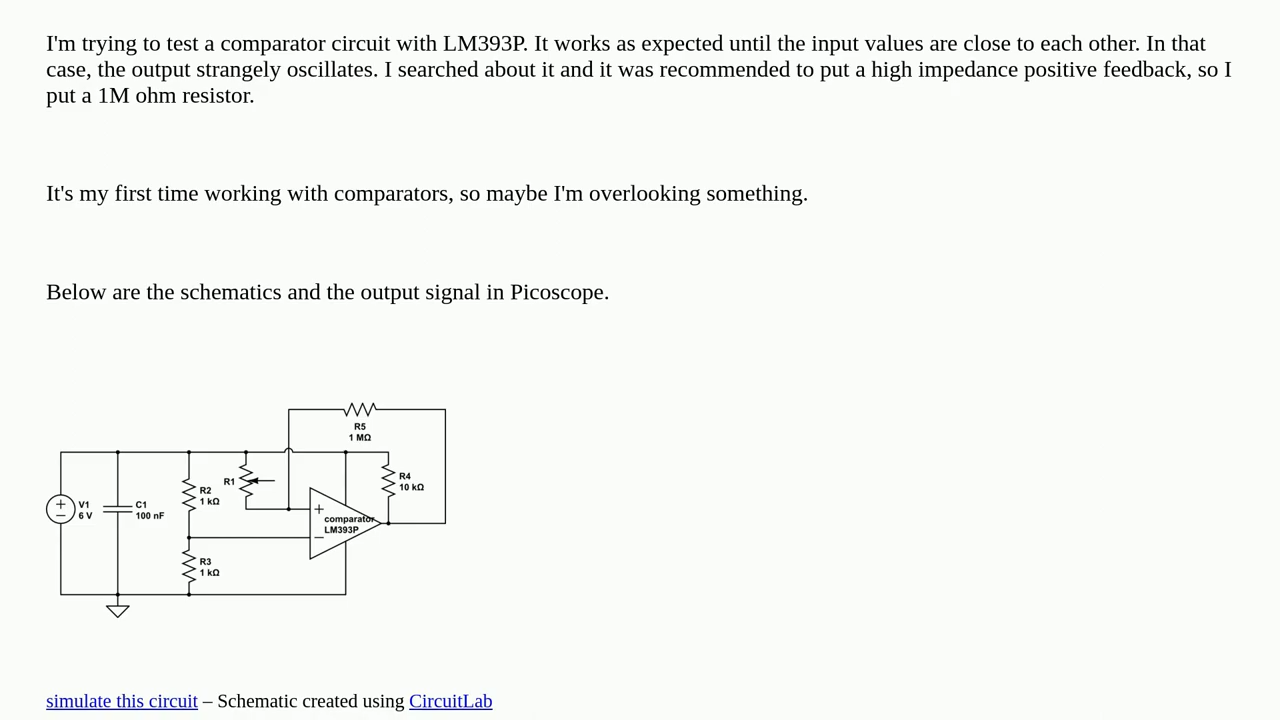 I'm trying to test a comparator circuit with LM393P. It works as expected until the input values are close to each other. In that
case, the output strangely oscillates. I searched about it and it was recommended to put a high impedance positive feedback, so I
put a 1M ohm resistor.
It's my first time working with comparators, so maybe I'm overlooking something.
Below are the schematics and the output signal in Picoscope.
R5
1 MΩ
R1
R4
10 kΩ
R2
1 kΩ
V1
6 V
C1
100 nF
+
comparator
LM393P
−
R3
1 kΩ
simulate this circuit – Schematic created using CircuitLab